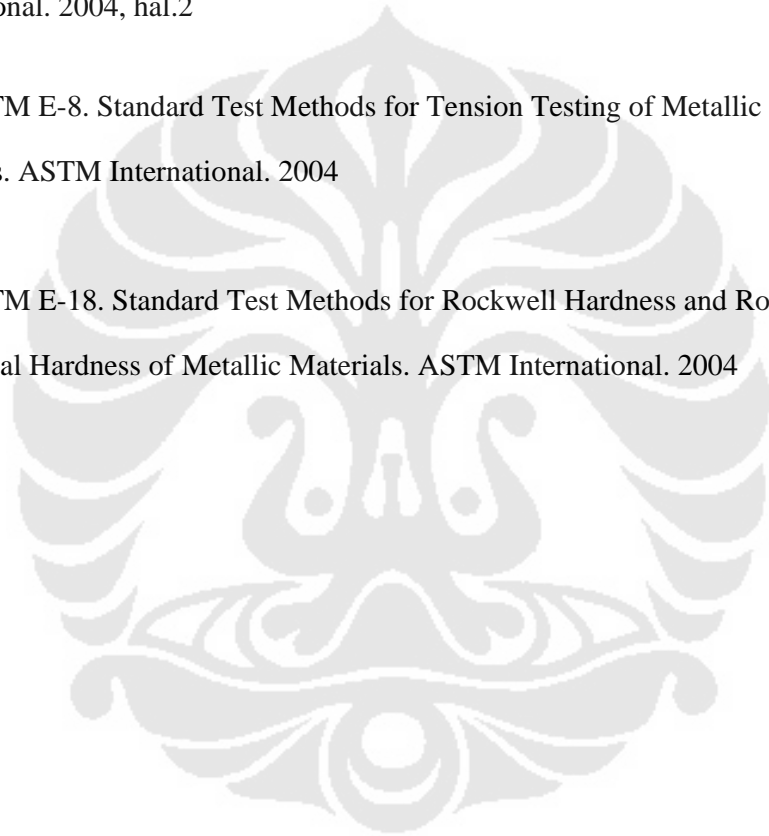 onal. 2004, hal.2
TM E-8. Standard Test Methods for Tension Testing of Metallic
s. ASTM International. 2004
TM E-18. Standard Test Methods for Rockwell Hardness and Ro
al Hardness of Metallic Materials. ASTM International. 2004